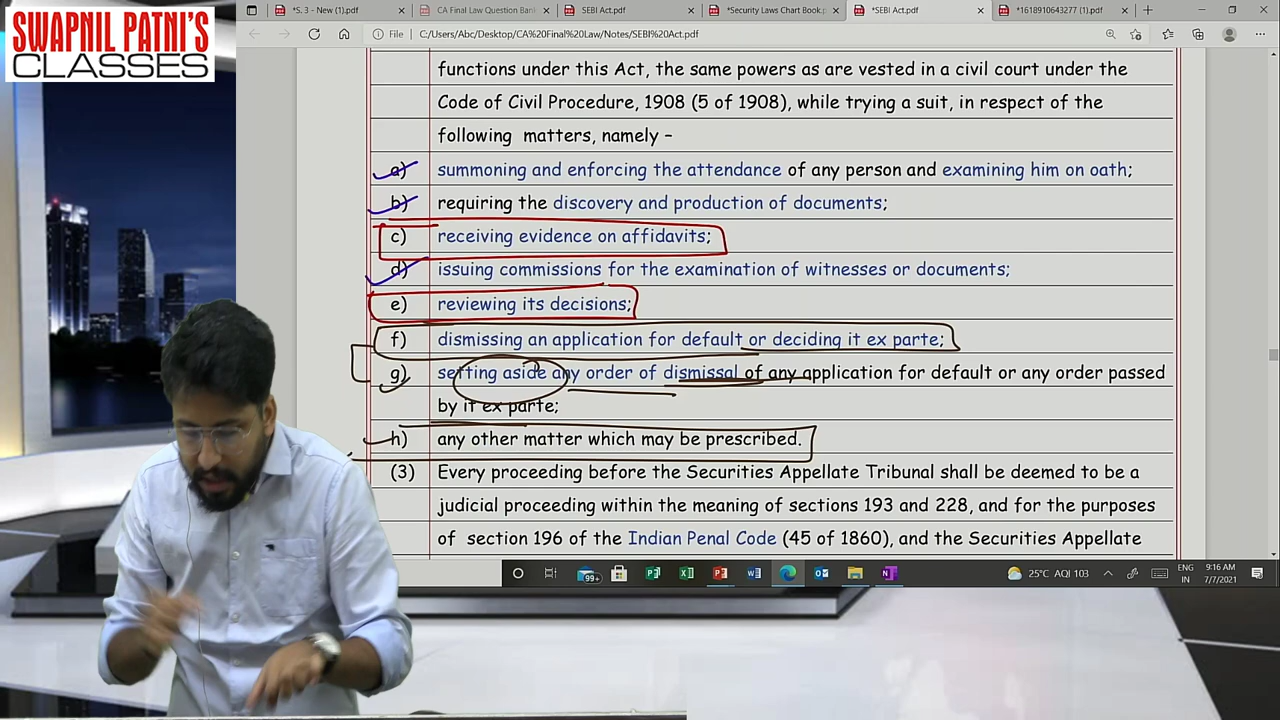 SWAPNIL PATNI'S
CLASSES
*S. 3 - New (1).pdf
CA Final Law Question Ban
SEBI Act.pdf
*Security Laws Chart Book.p
*SEBI Act.pdf
*1618910643277 (1).pdf
File
C:/Users/Abc/Desktop/CA%20Final%20Law/Notes/SEBI%20Act.pdf
functions under this Act, the same powers as are vested in a civil court under the
Code of Civil Procedure, 1908 (5 of 1908), while trying a suit, in respect of the
following matters, namely –
a) summoning and enforcing the attendance of any person and examining him on oath;
b) requiring the discovery and production of documents;
c) receiving evidence on affidavits;
d) issuing commissions for the examination of witnesses or documents;
e) reviewing its decisions;
f) dismissing an application for default or deciding it ex parte;
g) setting aside any order of dismissal of any application for default or any order passed
by it ex parte;
h) any other matter which may be prescribed.
(3) Every proceeding before the Securities Appellate Tribunal shall be deemed to be a
judicial proceeding within the meaning of sections 193 and 228, and for the purposes
of section 196 of the Indian Penal Code (45 of 1860), and the Securities Appellate
99+
25°C AQI 103
ENG
IN
9:16 AM
7/7/2021